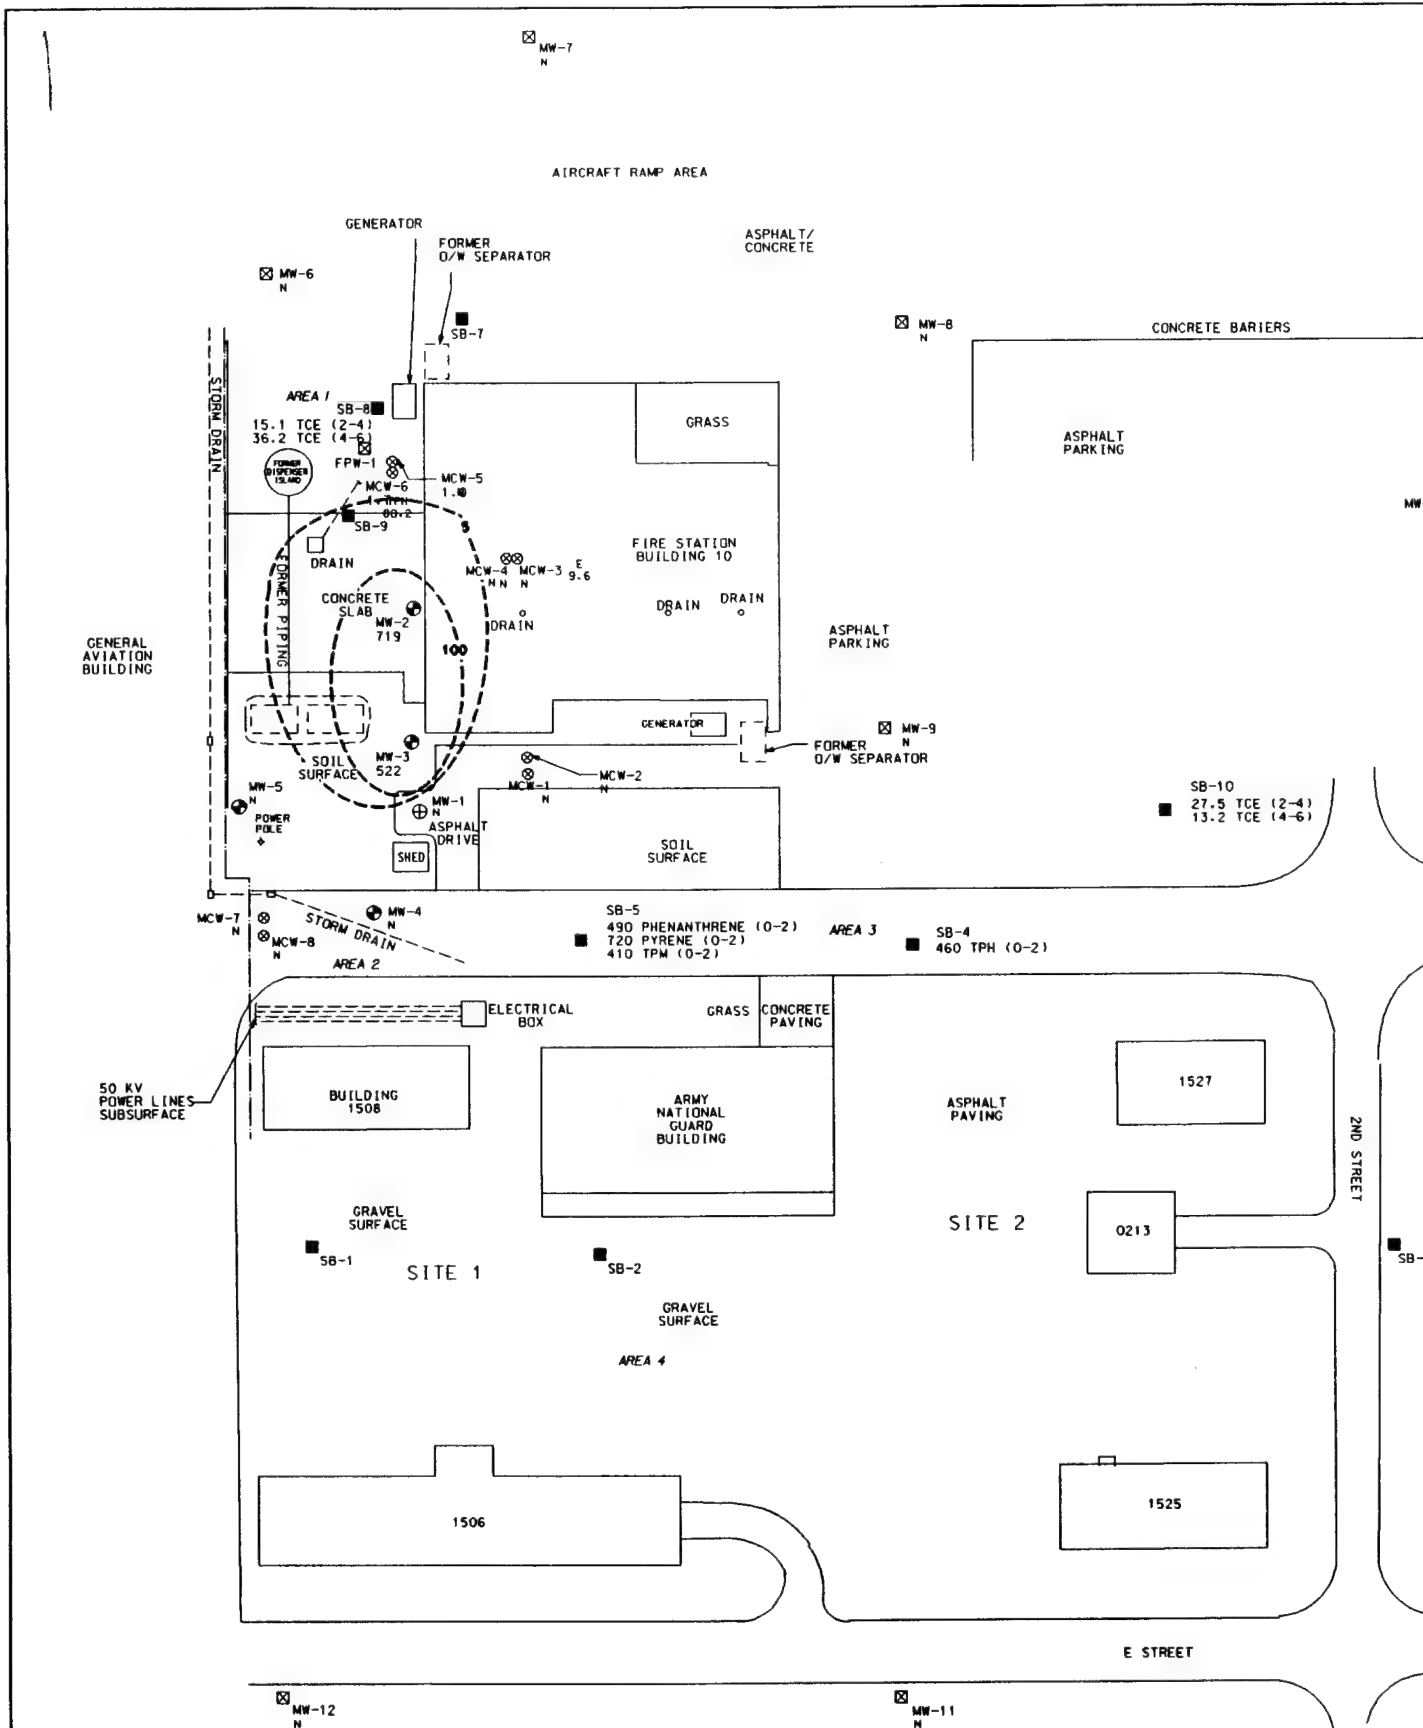 MW-7
N
AIRCRAFT RAMP AREA
GENERATOR
FORMER
O/W SEPARATOR
ASPHALT/
CONCRETE
MW-6
N
SB-7
MW-8
N
CONCRETE BARIERS
STORM DRAIN
AREA 1
SB-8
15.1 TCE (2-4)
36.2 TCE (4-6)
GRASS
ASPHALT
PARKING
FORMER
DISPENSER
ISLAND
FPW-1
MCW-5
MCW-6
MW
SB-9
5
DRAIN
FIRE STATION
BUILDING 10
MCW-4
N
MCW-3
N
E
9.6
FORMER PIPING
CONCRETE
SLAB
MW-2
719
DRAIN
DRAIN
DRAIN
100
GENERAL
AVIATION
BUILDING
ASPHALT
PARKING
GENERATOR
MW-9
N
FORMER
O/W SEPARATOR
SOIL
SURFACE
MW-3
522
MCW-2
N
MCW-1
N
MW-5
N
MW-1
N
POWER
POLE
ASPHALT
DRIVE
SHED
SOIL
SURFACE
SB-10
27.5 TCE (2-4)
13.2 TCE (4-6)
MCW-7
N
MCW-8
N
STORM DRAIN
MW-4
N
AREA 2
SB-5
490 PHENANTHRENE (0-2)
720 PYRENE (0-2)
410 TPM (0-2)
AREA 3
SB-4
460 TPH (0-2)
ELECTRICAL
BOX
GRASS
CONCRETE
PAVING
50 KV
POWER LINES
SUBSURFACE
BUILDING
1508
ARMY
NATIONAL
GUARD
BUILDING
ASPHALT
PAVING
1527
2ND STREET
GRAVEL
SURFACE
SB-1
SITE 1
SB-2
SITE 2
0213
SB-
GRAVEL
SURFACE
AREA 4
1506
1525
E STREET
MW-12
N
MW-11
N